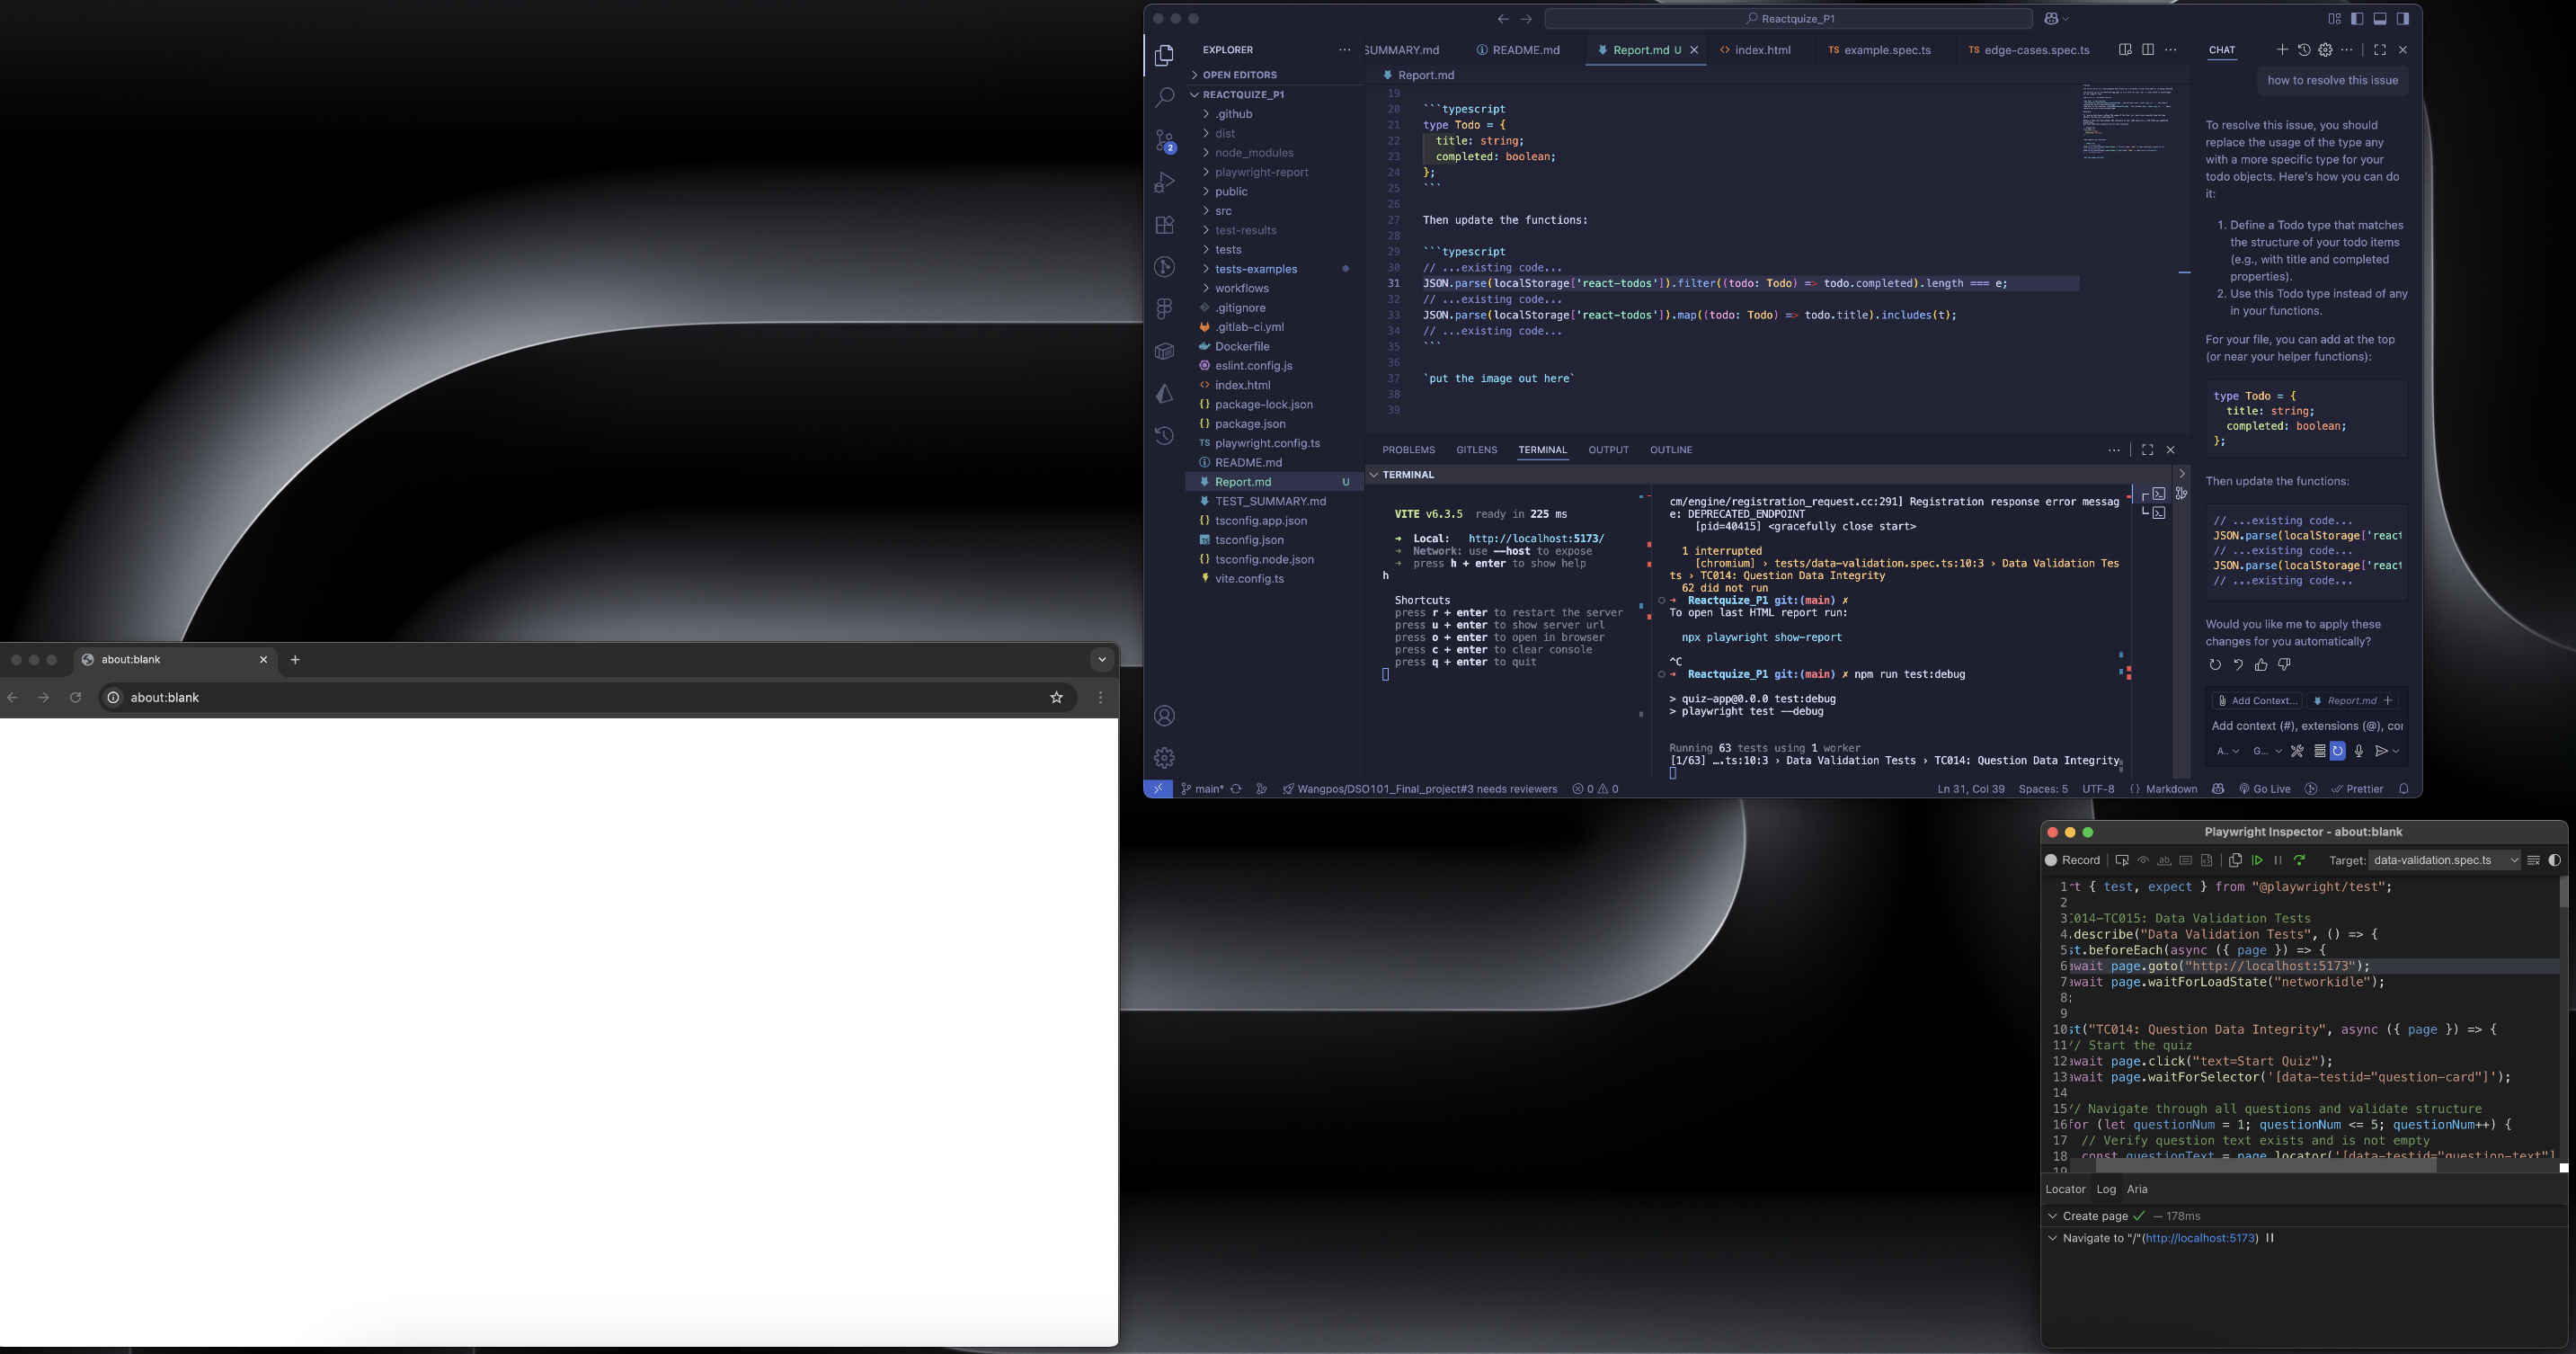 Reactquize_P1
EXPLORER
OPEN EDITORS
REACTQUIZE_P1
.github
dist
node_modules
playwright-report
public
src
test-results
tests
tests-examples
workflows
.gitignore
.gitlab-ci.yml
Dockerfile
eslint.config.js
index.html
package-lock.json
package.json
playwright.config.ts
README.md
Report.md U
TEST_SUMMARY.md
tsconfig.app.json
tsconfig.json
tsconfig.node.json
vite.config.ts
2
SUMMARY.md
README.md
Report.md U
index.html
TS example.spec.ts
TS edge-cases.spec.ts
Report.md
19
20 ```typescript
21 type Todo = {
22 title: string;
23 completed: boolean;
24 };
25 ```
26
27 Then update the functions:
28
29 ```typescript
30 // ...existing code...
31 JSON.parse(localStorage['react-todos']).filter((todo: Todo) => todo.completed).length === e;
32 // ...existing code...
33 JSON.parse(localStorage['react-todos']).map((todo: Todo) => todo.title).includes(t);
34 // ...existing code...
35 ```
36
37 `put the image out here`
38
39
PROBLEMS GITLENS TERMINAL OUTPUT OUTLINE
TERMINAL
VITE v6.3.5 ready in 225 ms
➜ Local: http://localhost:5173/
➜ Network: use --host to expose
➜ press h + enter to show help
h
Shortcuts
press r + enter to restart the server
press u + enter to show server url
press o + enter to open in browser
press c + enter to clear console
press q + enter to quit
cm/engine/registration_request.cc:291] Registration response error messag
e: DEPRECATED_ENDPOINT
[pid=40415] <gracefully close start>
1 interrupted
[chromium] › tests/data-validation.spec.ts:10:3 › Data Validation Tes
ts › TC014: Question Data Integrity
62 did not run
➜ Reactquize_P1 git:(main) ✗
To open last HTML report run:
npx playwright show-report
^C
➜ Reactquize_P1 git:(main) ✗ npm run test:debug
> quiz-app@0.0.0 test:debug
> playwright test --debug
Running 63 tests using 1 worker
[1/63] ….ts:10:3 › Data Validation Tests › TC014: Question Data Integrity
CHAT
how to resolve this issue
To resolve this issue, you should
replace the usage of the type any
with a more specific type for your
todo objects. Here's how you can do
it:
1. Define a Todo type that matches
the structure of your todo items
(e.g., with title and completed
properties).
2. Use this Todo type instead of any
in your functions.
For your file, you can add at the top
(or near your helper functions):
type Todo = {
title: string;
completed: boolean;
};
Then update the functions:
// ...existing code...
JSON.parse(localStorage['react
// ...existing code...
JSON.parse(localStorage['react
// ...existing code...
Would you like me to apply these
changes for you automatically?
Add Context...
Report.md
Add context (#), extensions (@), cor
A..
G...
main*
Wangpos/DSO101_Final_project#3 needs reviewers
0 0
Ln 31, Col 39
Spaces: 5
UTF-8
{} Markdown
Go Live
Prettier
about:blank
about:blank
Playwright Inspector - about:blank
Record
Target: data-validation.spec.ts
1 rt { test, expect } from "@playwright/test";
2
3 014-TC015: Data Validation Tests
4 .describe("Data Validation Tests", () => {
5 st.beforeEach(async ({ page }) => {
6 await page.goto("http://localhost:5173");
7 await page.waitForLoadState("networkidle");
8 ;
9
10 st("TC014: Question Data Integrity", async ({ page }) => {
11 // Start the quiz
12 await page.click("text=Start Quiz");
13 await page.waitForSelector('[data-testid="question-card"]');
14
15 // Navigate through all questions and validate structure
16 for (let questionNum = 1; questionNum <= 5; questionNum++) {
17 // Verify question text exists and is not empty
18 const questionText = page.locator('[data-testid="question-text"]
19
Locator Log Aria
Create page ✓ — 178ms
Navigate to "/"(http://localhost:5173)